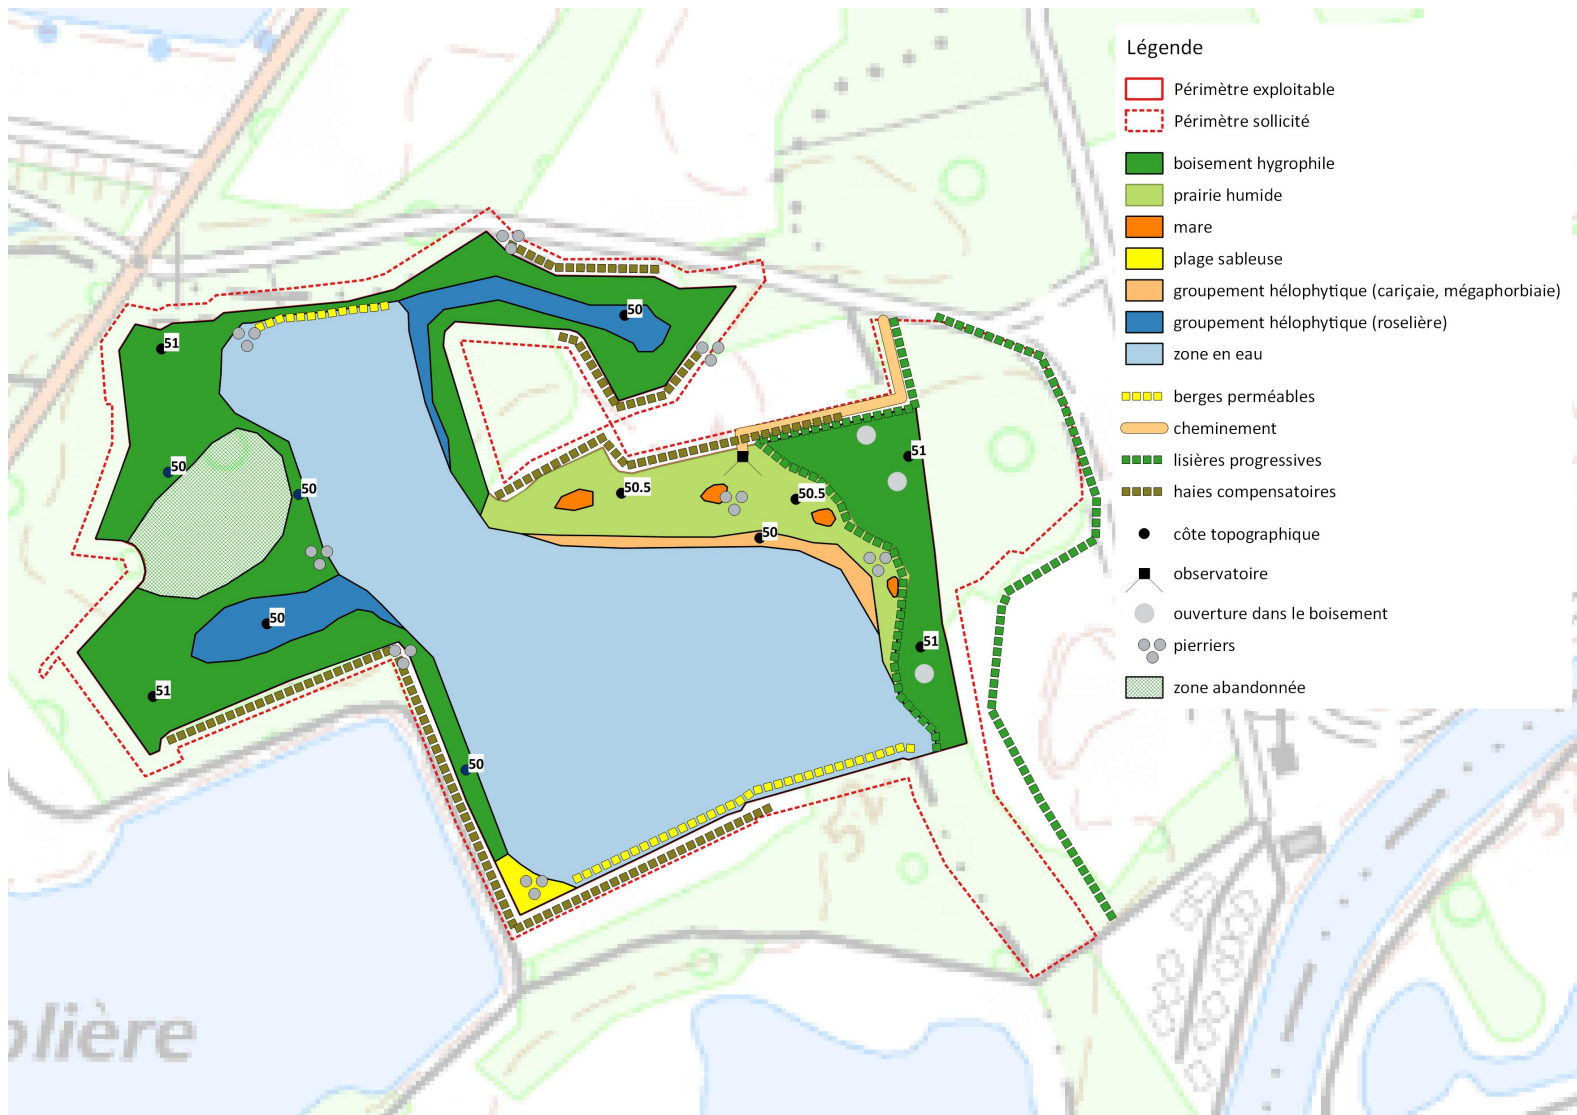 Légende
Périmètre exploitable
Périmètre sollicité
boisement hygrophile
prairie humide
mare
plage sableuse
groupement hélophytique (cariçaie, mégaphorbiaie)
groupement hélophytique (roselière)
zone en eau
berges perméables
cheminement
lisières progressives
haies compensatoires
côte topographique
observatoire
ouverture dans le boisement
pierriers
zone abandonnée
50
51
51
50
50
50.5
50.5
50
50
51
51
50
olière